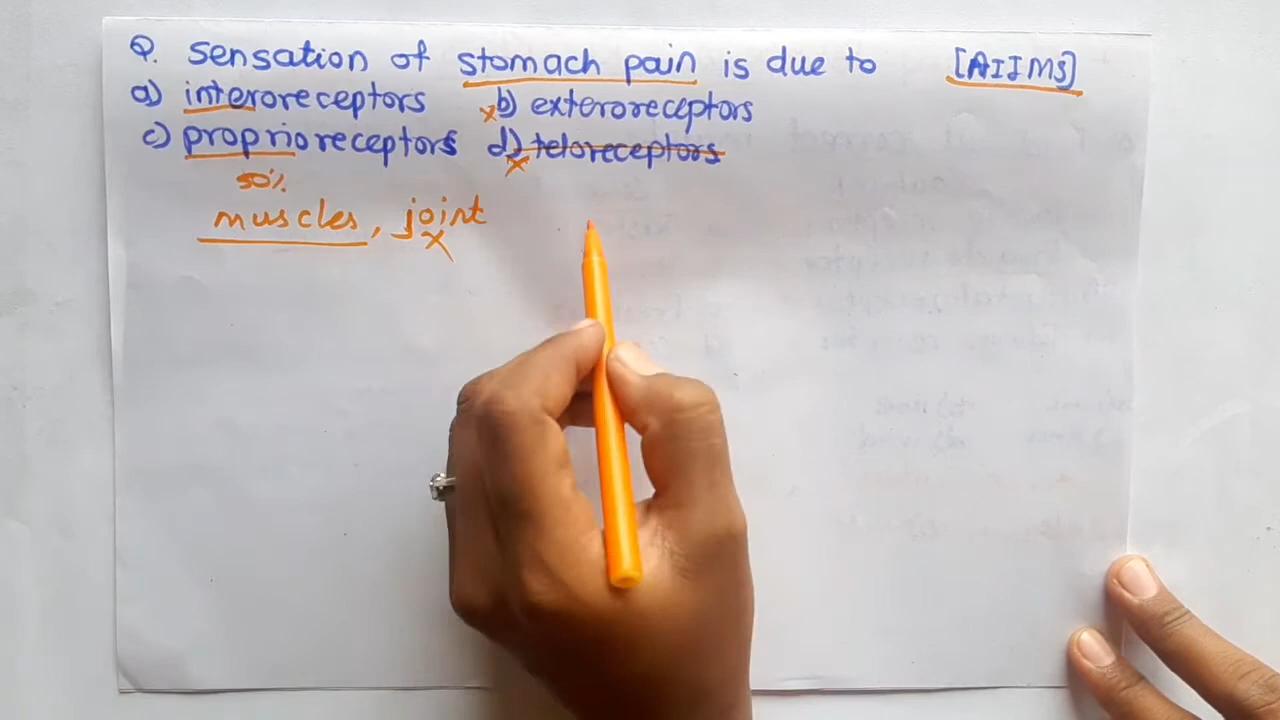 Q. Sensation of stomach pain is due to [AIIMS]
a) interoreceptors b) exteroreceptors
c) proprioreceptors d) teloreceptors
50%
muscles, joint